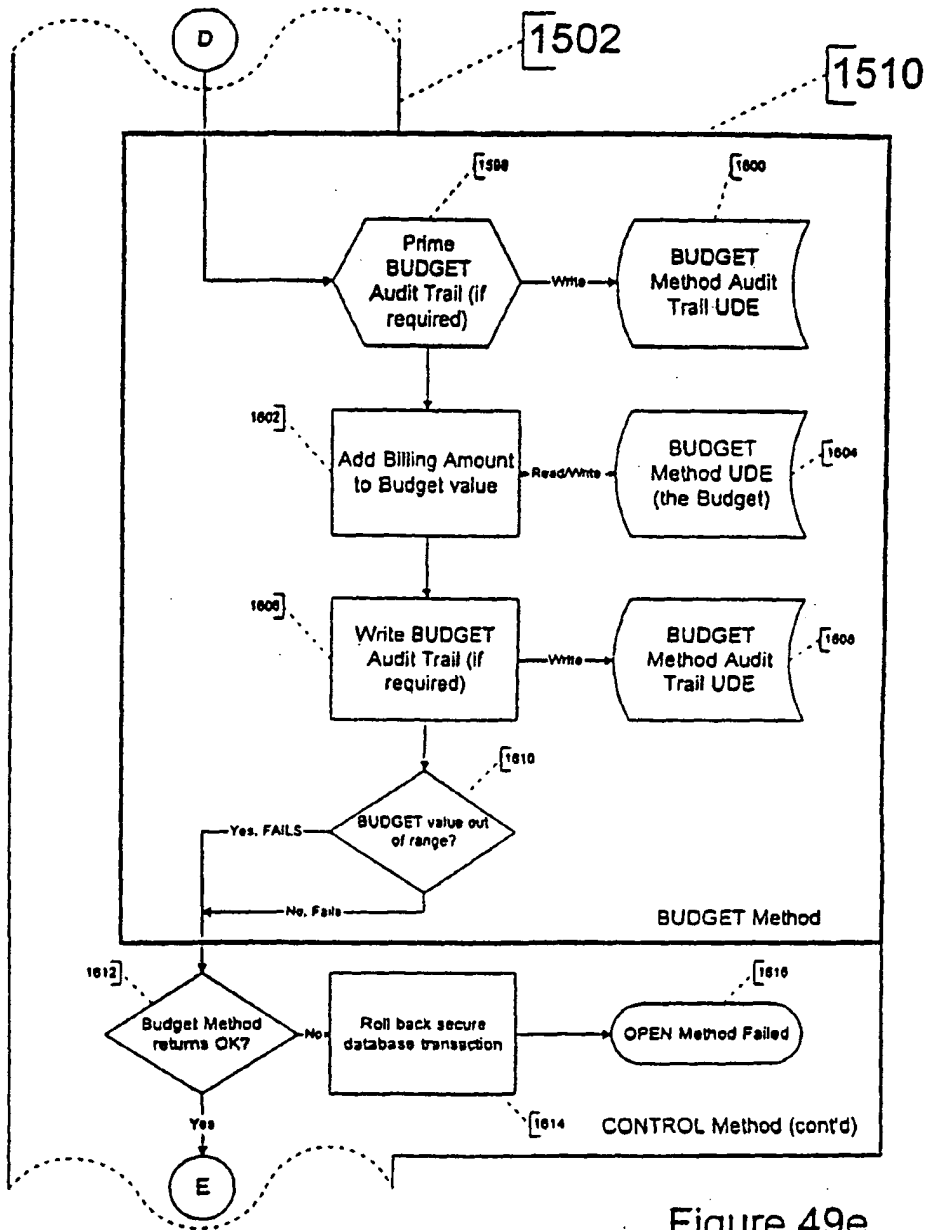 D
1502
1510
1598
1600
Prime
BUDGET
Audit Trail (if
required)
Write
BUDGET
Method Audit
Trail UDE
1602
Add Billing Amount
to Budget value
Read/Write
BUDGET
Method UDE
(the Budget)
1604
1606
Write BUDGET
Audit Trail (if
required)
Write
BUDGET
Method Audit
Trail UDE
1608
1610
BUDGET value out
of range?
Yes, FAILS
No, Fails
BUDGET Method
1612
Budget Method
returns OK?
No
Roll back secure
database transaction
1616
OPEN Method Failed
Yes
1614
CONTROL Method (cont'd)
E
Figure 49e